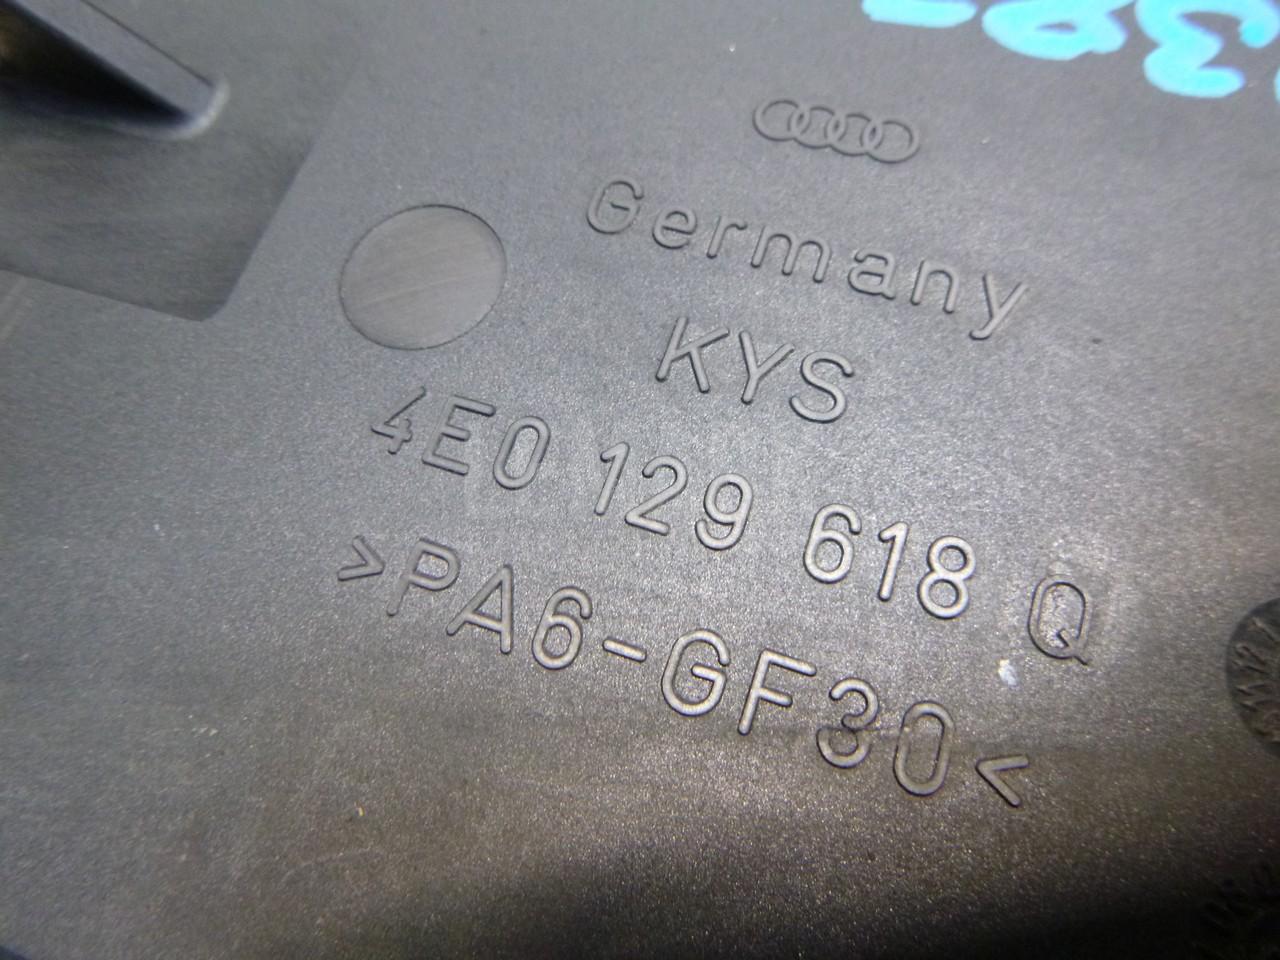 Germany
KYS
4E0 129 618 Q
>PA6-GF30<